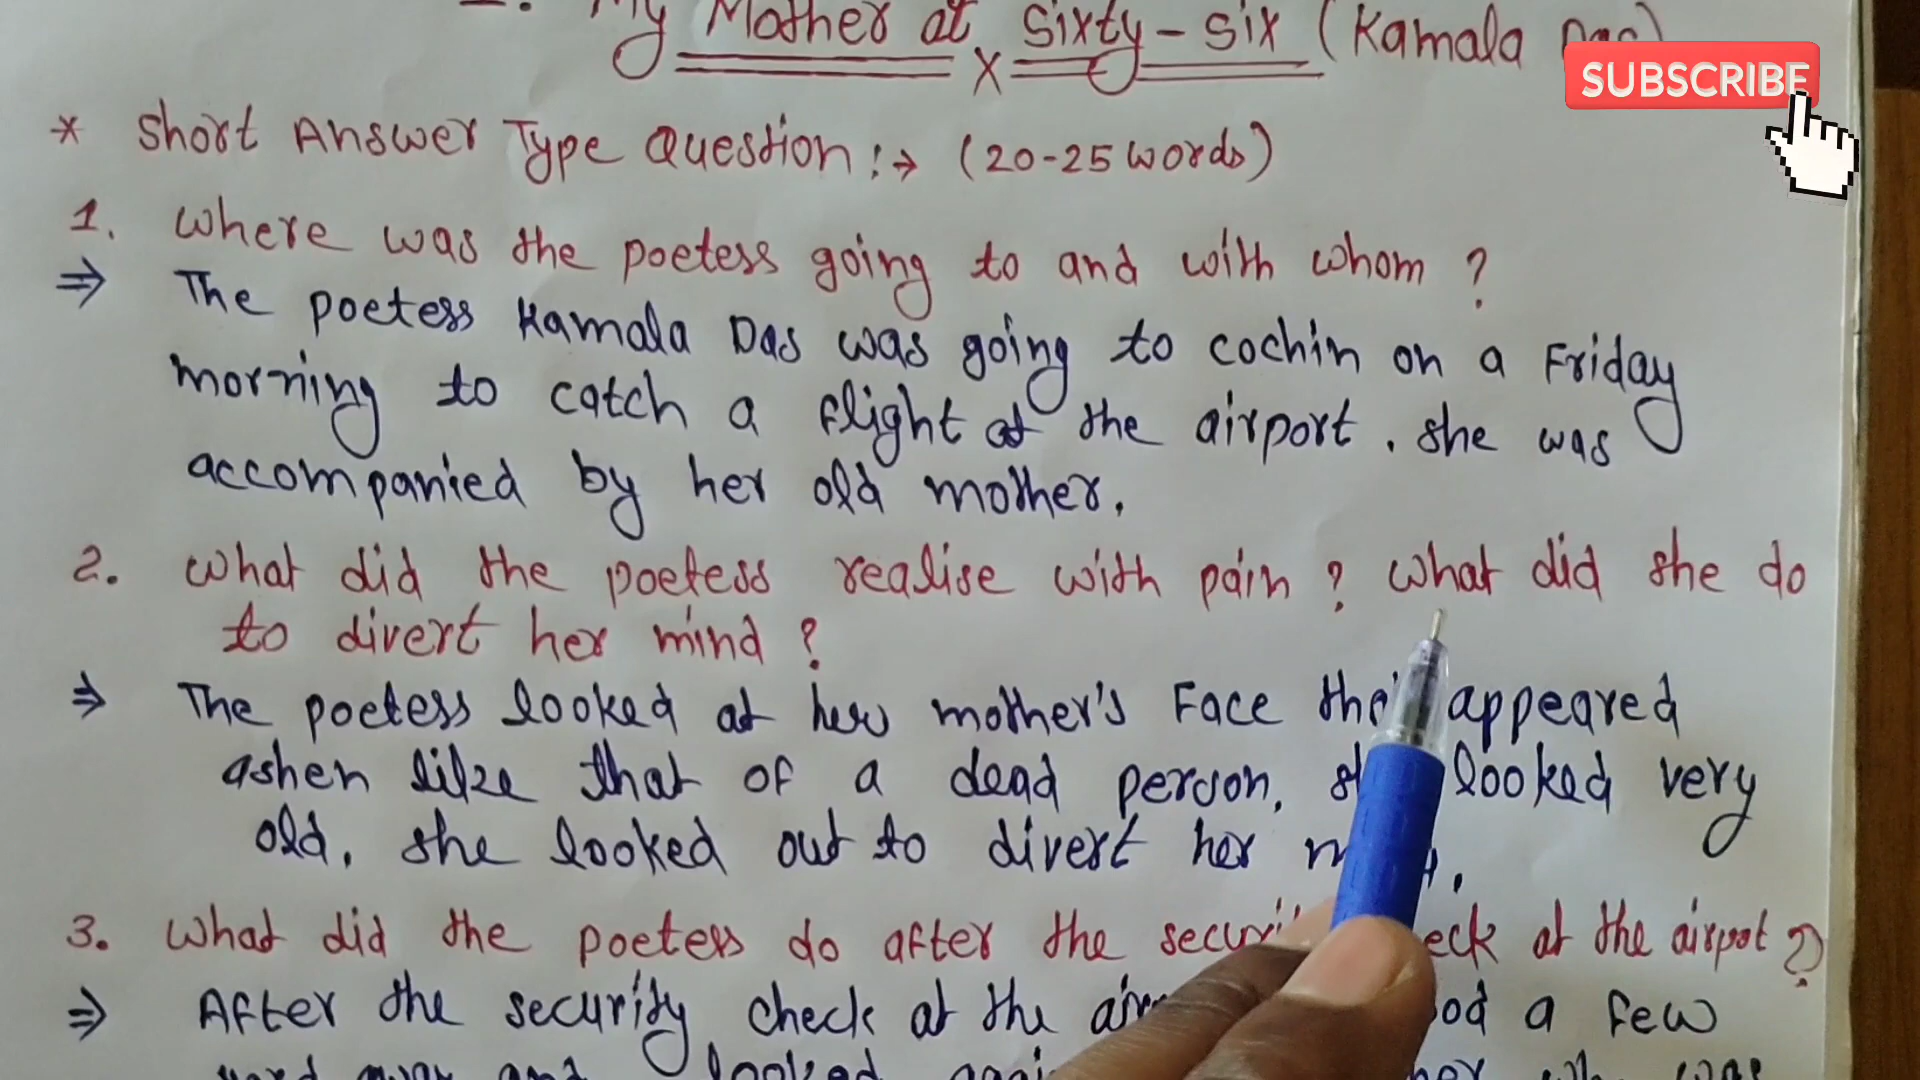 My Mother at Sixty-Six (Kamala
SUBSCRIBE
* Short Answer Type Question :→ (20-25 words)
1. Where was the poetess going to and with whom ?
⇒ The poetess Kamala Das was going to cochin on a Friday
morning to catch a flight at the airport. she was
accompanied by her old mother.
2. What did the poetess realise with pain ? What did she do
to divert her mind ?
⇒ The poetess looked at her mother's Face appeared
ashen like that of a dead person. looked very
old. she looked out to divert her
3. What did the poetess do after the at the airpot ?
⇒ After the security check at the a few
looked